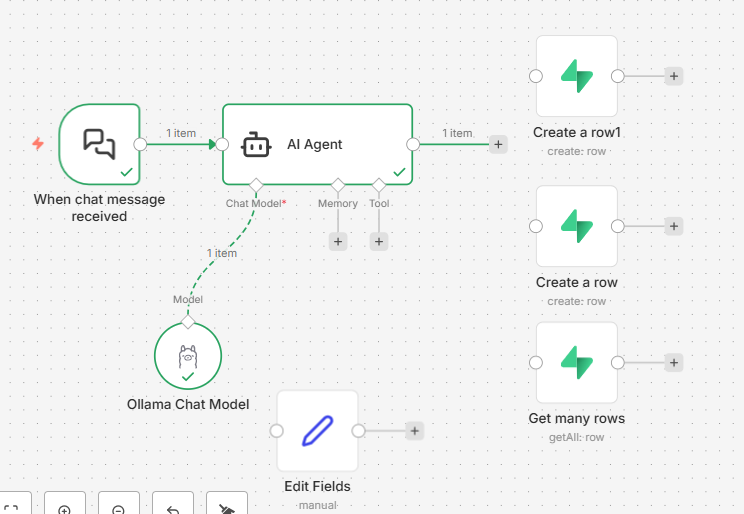 Create a row1
create: row
1 item
AI Agent
1 item
When chat message
received
Chat Model*
Memory
Tool
1 item
Model
Create a row
create: row
Ollama Chat Model
Get many rows
getAll: row
Edit Fields
manual